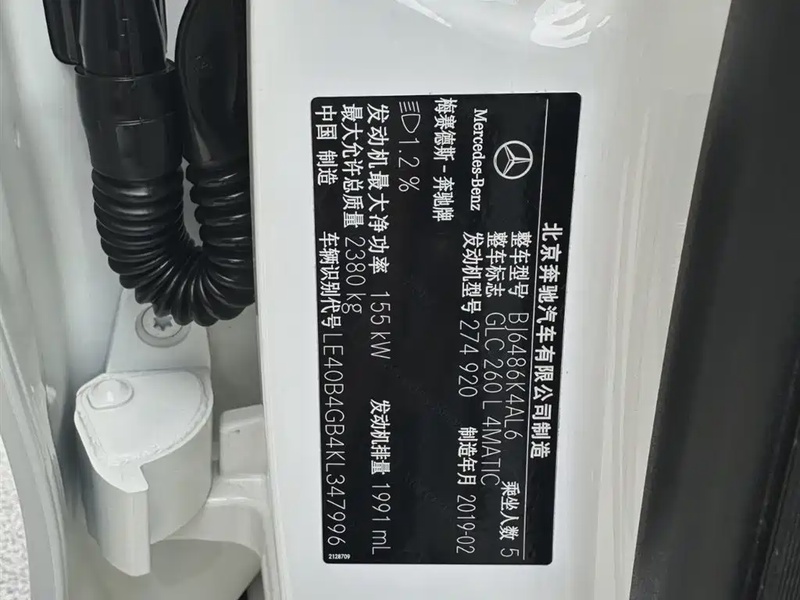 北京奔驰汽车有限公司制造
Mercedes-Benz
梅赛德斯-奔驰牌
整车型号 BJ6486K4AL6 乘坐人数 5
整车标志 GLC 260 L 4MATIC
发动机型号 274 920 制造年月 2019-02
1.2%
发动机最大净功率 155 kW 发动机排量 1991 mL
最大允许总质量 2380 kg
中国 制造 车辆识别代号 LE40B4GB4KL347996
2128709